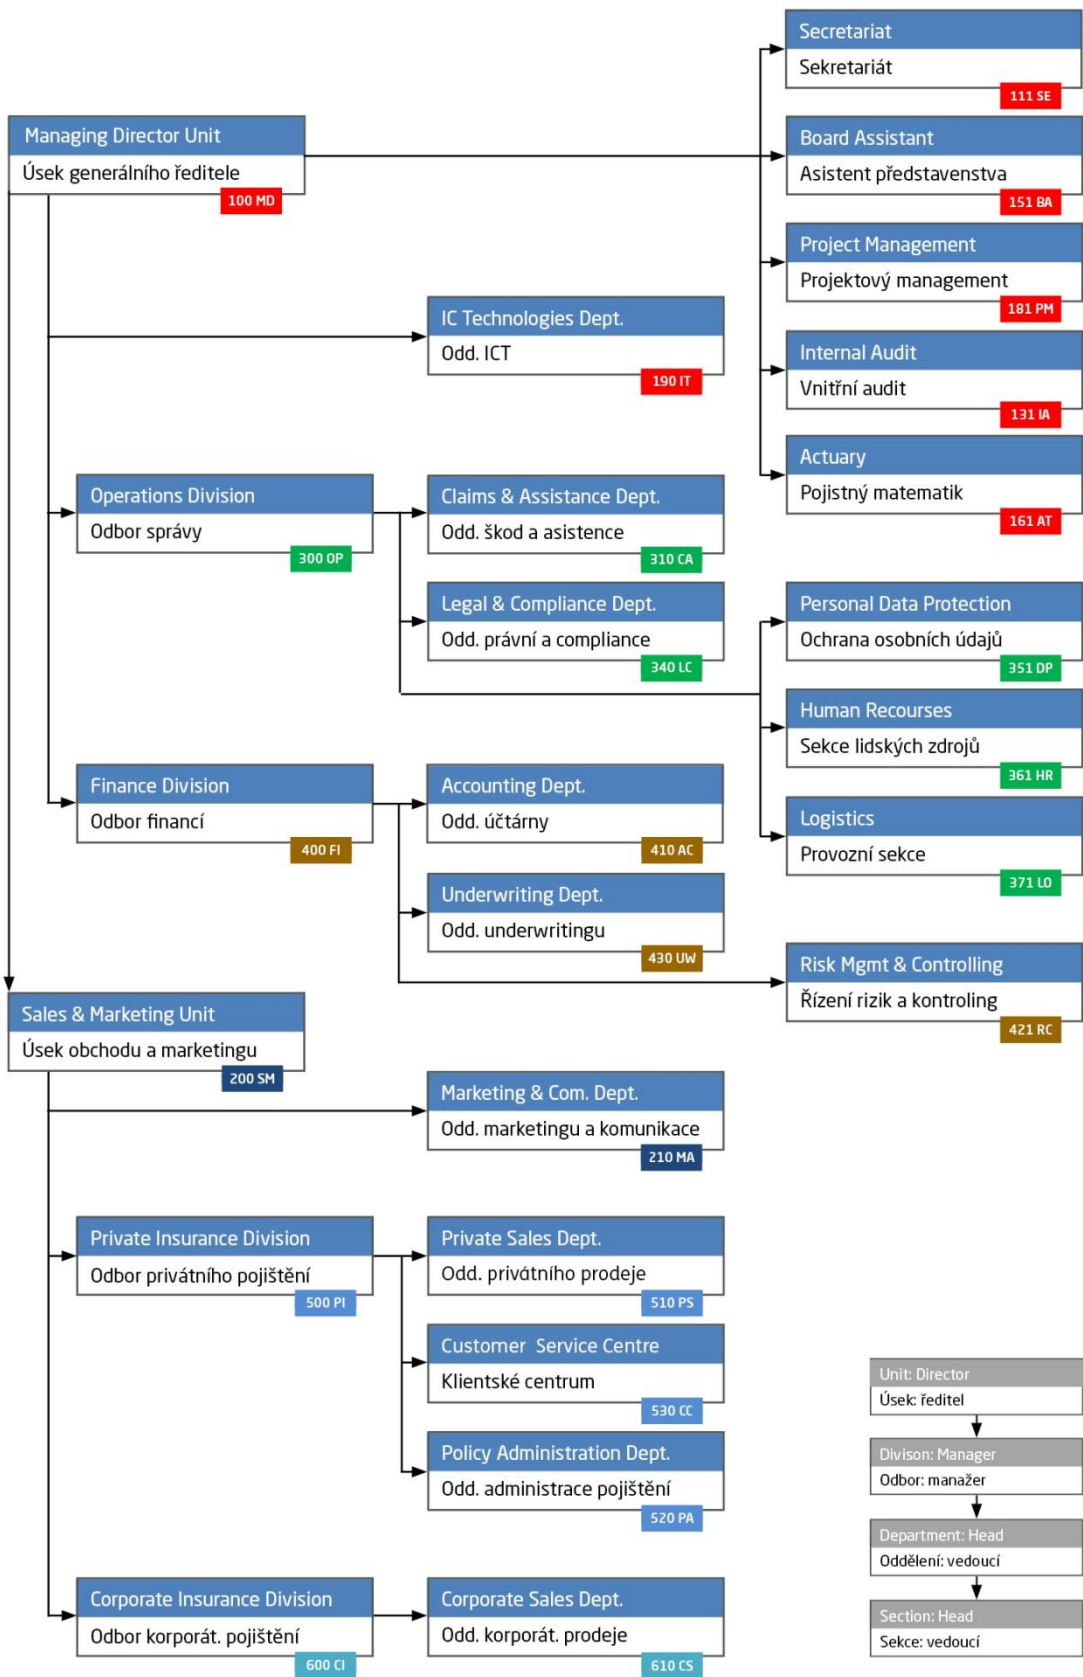 Secretariat
Sekretariát
111 SE
Managing Director Unit
Úsek generálního ředitele
100 MD
Board Assistant
Asistent představenstva
151 BA
Project Management
Projektový management
181 PM
IC Technologies Dept.
Odd. ICT
190 IT
Internal Audit
Vnitřní audit
131 IA
Actuary
Pojistný matematik
161 AT
Operations Division
Odbor správy
300 OP
Claims & Assistance Dept.
Odd. škod a asistence
310 CA
Legal & Compliance Dept.
Odd. právní a compliance
340 LC
Personal Data Protection
Ochrana osobních údajů
351 DP
Human Recourses
Sekce lidských zdrojů
361 HR
Logistics
Provozní sekce
371 LO
Finance Division
Odbor financí
400 FI
Accounting Dept.
Odd. účtárny
410 AC
Underwriting Dept.
Odd. underwritingu
430 UW
Risk Mgmt & Controlling
Řízení rizik a kontroling
421 RC
Sales & Marketing Unit
Úsek obchodu a marketingu
200 SM
Marketing & Com. Dept.
Odd. marketingu a komunikace
210 MA
Private Insurance Division
Odbor privátního pojištění
500 PI
Private Sales Dept.
Odd. privátního prodeje
510 PS
Customer Service Centre
Klientské centrum
530 CC
Policy Administration Dept.
Odd. administrace pojištění
520 PA
Corporate Insurance Division
Odbor korporát. pojištění
600 CI
Corporate Sales Dept.
Odd. korporát. prodeje
610 CS
Unit: Director
Úsek: ředitel
Divison: Manager
Odbor: manažer
Department: Head
Oddělení: vedoucí
Section: Head
Sekce: vedoucí